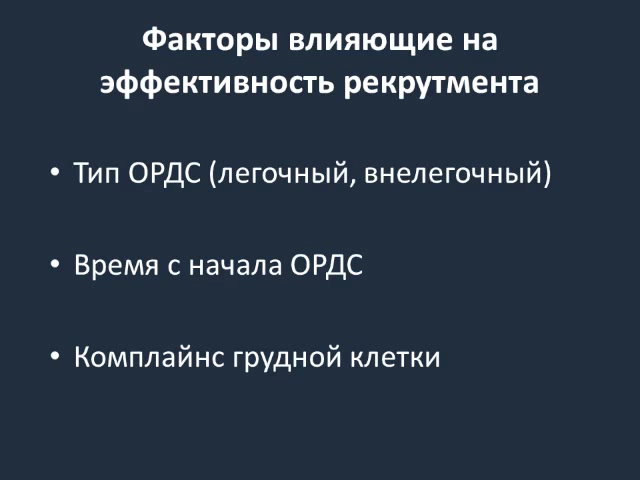 Факторы влияющие на
эффективность рекрутмента
• Тип ОРДС (легочный, внелегочный)
• Время с начала ОРДС
• Комплайнс грудной клетки